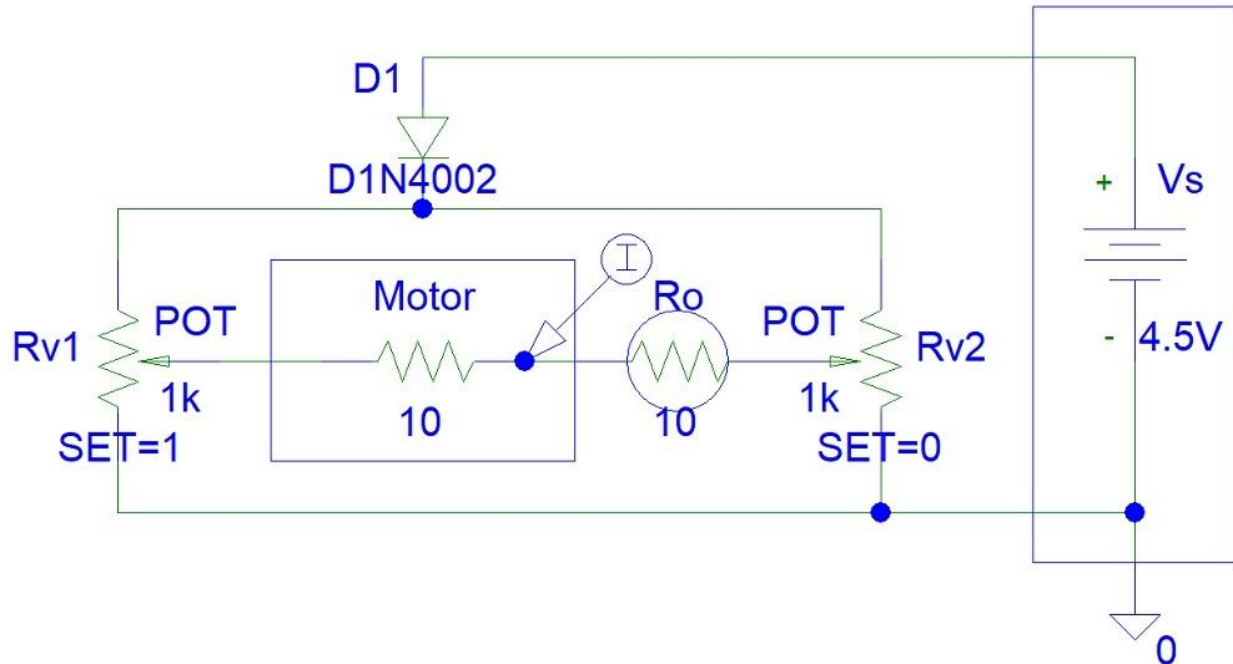 D1
D1N4002
+
Vs
I
Motor
Ro
Rv1
POT
POT
Rv2
-
4.5V
1k
10
10
1k
SET=1
SET=0
0